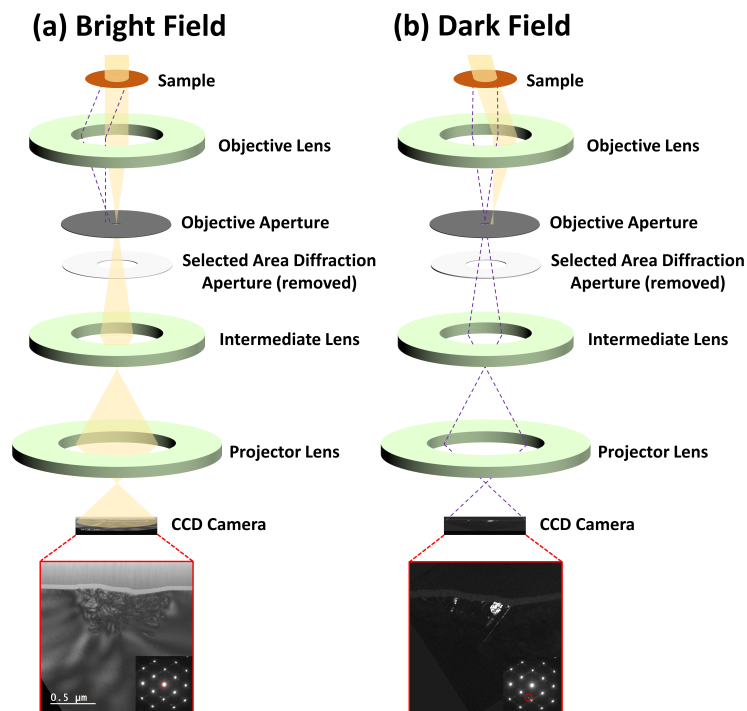 (a) Bright Field
Sample
Objective Lens
Objective Aperture
Selected Area Diffraction
Aperture (removed)
Intermediate Lens
Projector Lens
CCD Camera
0.5 μm
(b) Dark Field
Sample
Objective Lens
Objective Aperture
Selected Area Diffraction
Aperture (removed)
Intermediate Lens
Projector Lens
CCD Camera